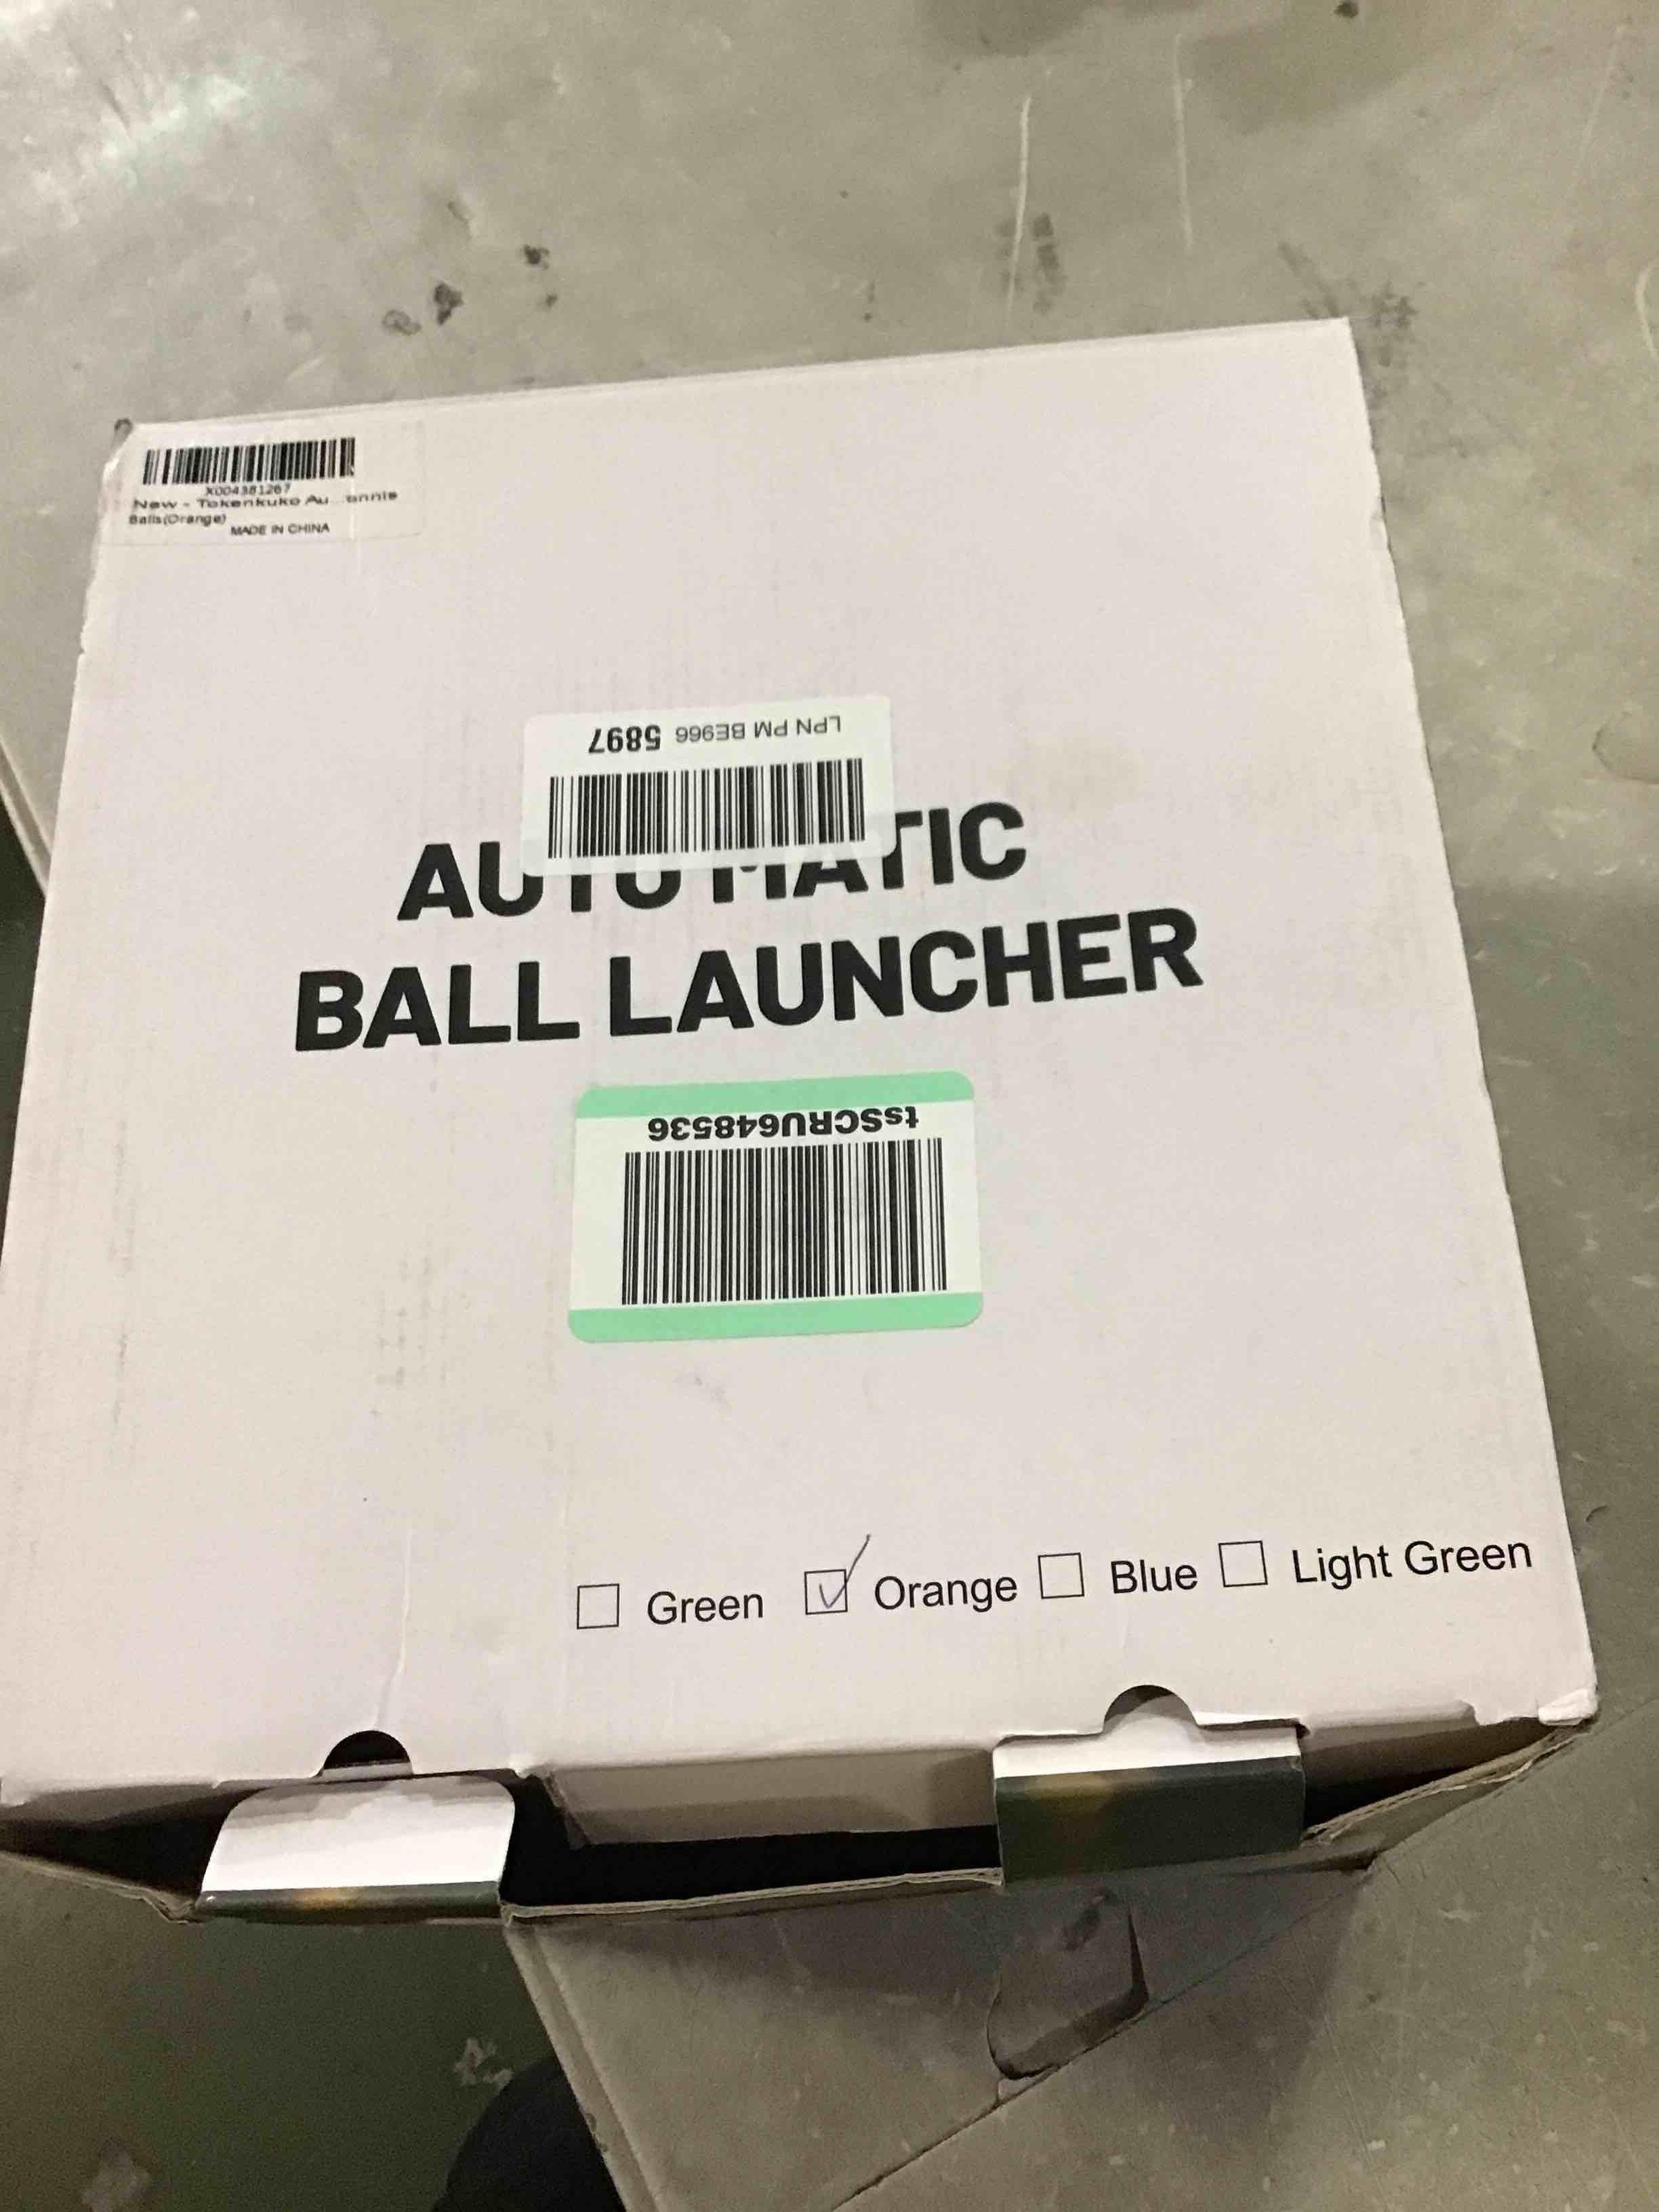 X004381267
New - Tokenkuko Au...ennis
Balls(Orange)
MADE IN CHINA
LPN PM BE966 5897
AUTOMATIC
BALL LAUNCHER
tsSCRU648536
Green Orange Blue Light Green